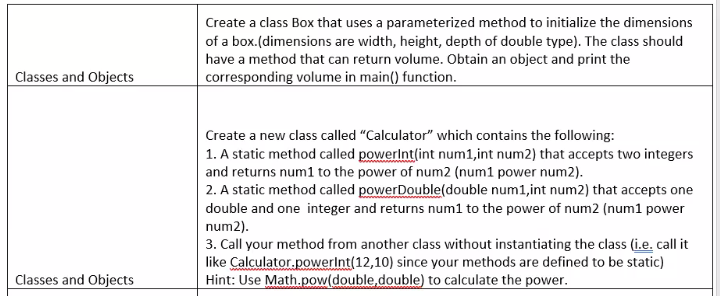 Create a class Box that uses a parameterized method to initialize the dimensions
of a box.(dimensions are width, height, depth of double type). The class should
have a method that can return volume. Obtain an object and print the
Classes and Objects
corresponding volume in main() function.
Create a new class called “Calculator” which contains the following:
1. A static method called powerInt(int num1,int num2) that accepts two integers
and returns num1 to the power of num2 (num1 power num2).
2. A static method called powerDouble(double num1,int num2) that accepts one
double and one integer and returns num1 to the power of num2 (num1 power
num2).
3. Call your method from another class without instantiating the class (i.e. call it
like Calculator.powerInt(12,10) since your methods are defined to be static)
Classes and Objects
Hint: Use Math.pow(double,double) to calculate the power.